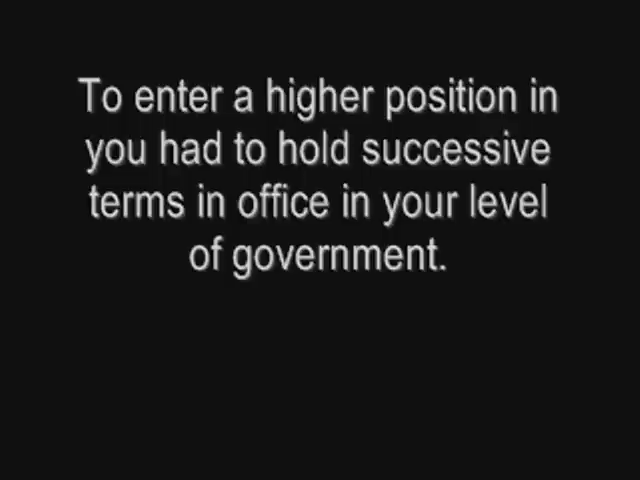 To enter a higher position in
you had to hold successive
terms in office in your level
of government.